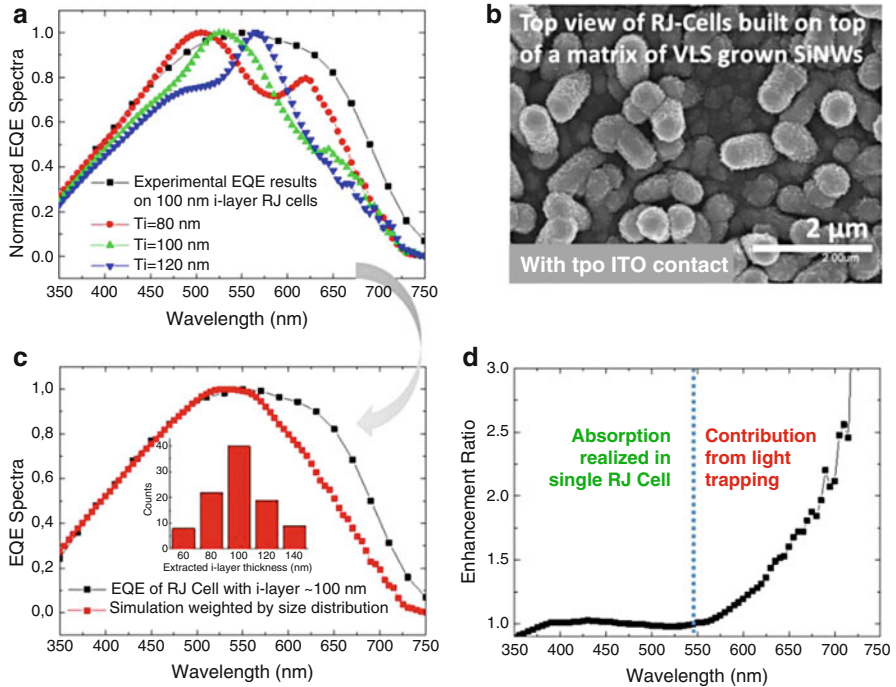 a
Normalized EQE Spectra
1.0
0.8
0.6
0.4
0.2
0.0
Experimental EQE results
on 100 nm i-layer RJ cells
Ti=80 nm
Ti=100 nm
Ti=120 nm
350 400 450 500 550 600 650 700 750
Wavelength (nm)
b
Top view of RJ-Cells built on top
of a matrix of VLS grown SiNWs
2 μm
2.00um
With tpo ITO contact
c
EQE Spectra
1,0
0,8
0,6
0,4
0,2
0,0
Counts
40
30
20
10
0
60 80 100 120 140
Extracted i-layer thickness (nm)
EQE of RJ Cell with i-layer ~100 nm
Simulation weighted by size distribution
350 400 450 500 550 600 650 700 750
Wavelength (nm)
d
Enhancement Ratio
3.0
2.5
2.0
1.5
1.0
Absorption
realized in
single RJ Cell
Contribution
from light
trapping
350 400 450 500 550 600 650 700 750
Wavelength (nm)